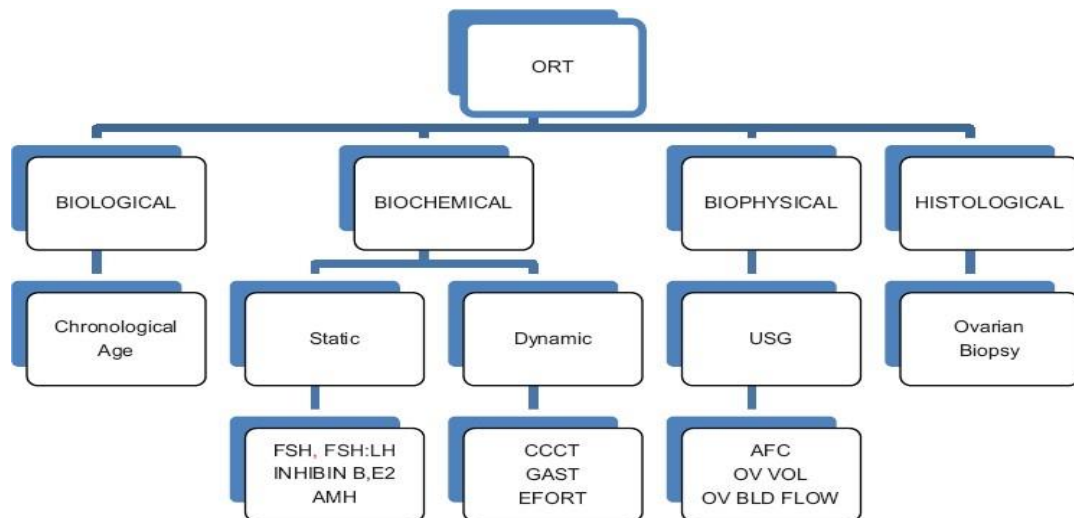 ORT
BIOLOGICAL
BIOCHEMICAL
BIOPHYSICAL
HISTOLOGICAL
Chronological
Age
Static
Dynamic
USG
Ovarian
Biopsy
FSH, FSH:LH
INHIBIN B,E2
AMH
CCCT
GAST
EFORT
AFC
OV VOL
OV BLD FLOW